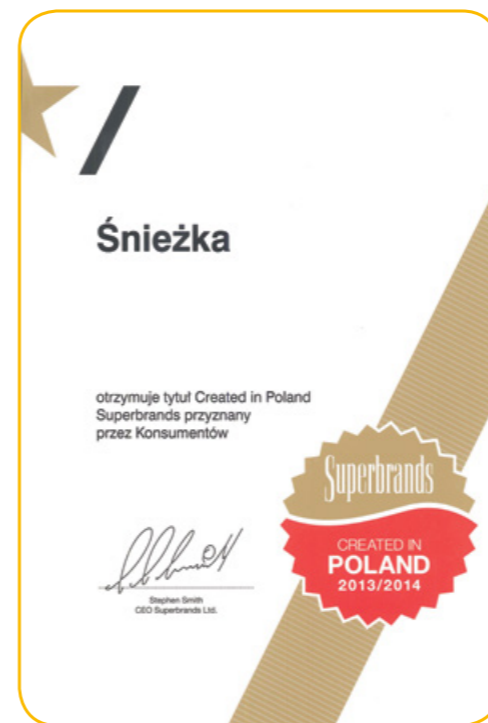 Śnieżka
otrzymuje tytuł Created in Poland
Superbrands przyznany
przez Konsumentów
Superbrands
CREATED IN
POLAND
2013/2014
Stephen Smith
CEO Superbrands Ltd.